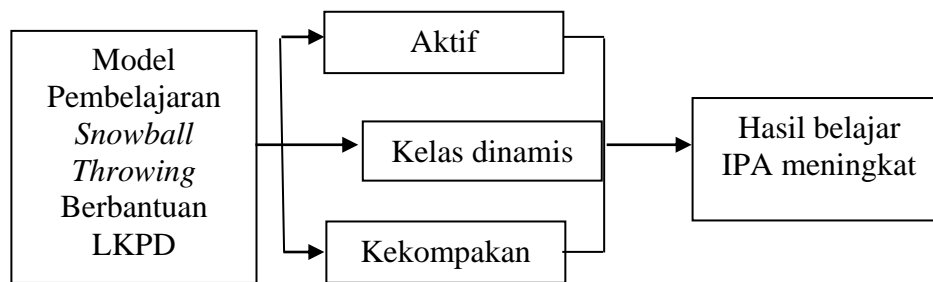 Model
Pembelajaran
Snowball
Throwing
Berbantuan
LKPD
Aktif
Kelas dinamis
Kekompakan
Hasil belajar
IPA meningkat